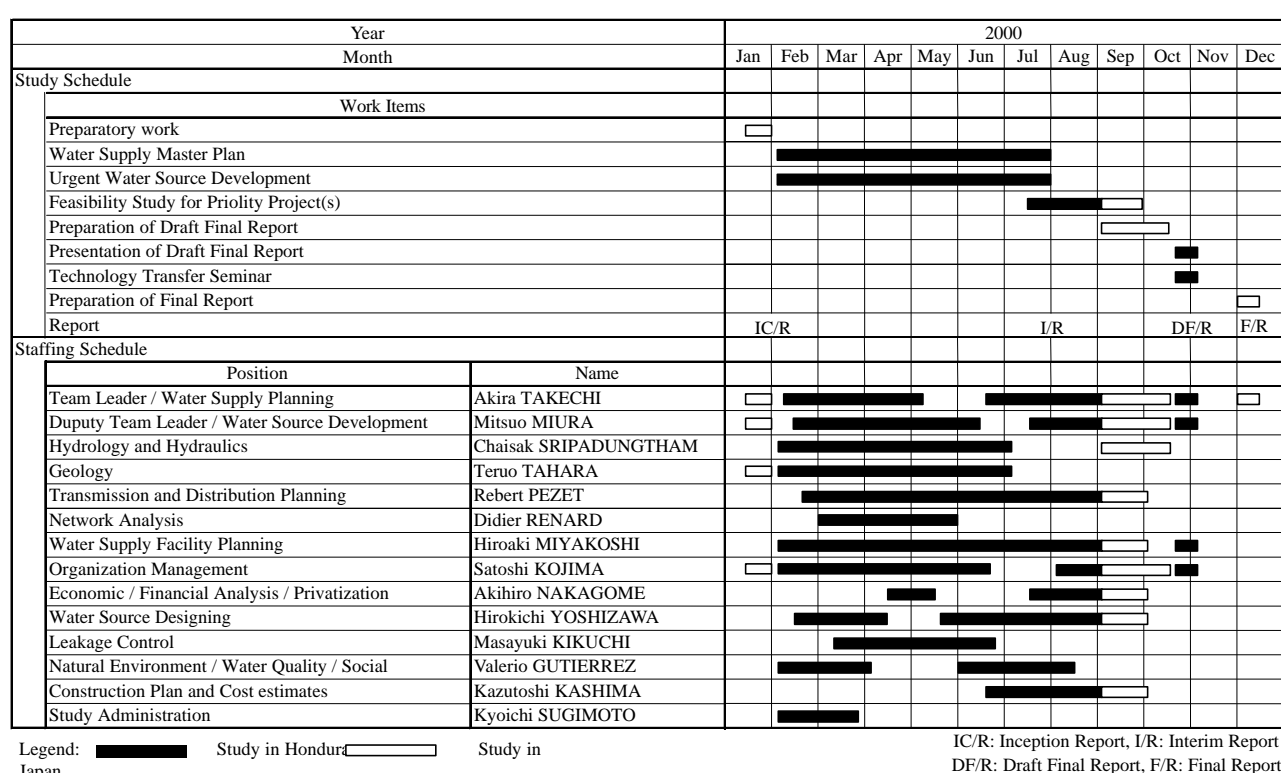 Year 2000
Month Jan Feb Mar Apr May Jun Jul Aug Sep Oct Nov Dec
Study Schedule
Work Items
Preparatory work
Water Supply Master Plan
Urgent Water Source Development
Feasibility Study for Priolity Project(s)
Preparation of Draft Final Report
Presentation of Draft Final Report
Technology Transfer Seminar
Preparation of Final Report
Report IC/R I/R DF/R F/R
Staffing Schedule
Position Name
Team Leader / Water Supply Planning Akira TAKECHI
Duputy Team Leader / Water Source Development Mitsuo MIURA
Hydrology and Hydraulics Chaisak SRIPADUNGTHAM
Geology Teruo TAHARA
Transmission and Distribution Planning Rebert PEZET
Network Analysis Didier RENARD
Water Supply Facility Planning Hiroaki MIYAKOSHI
Organization Management Satoshi KOJIMA
Economic / Financial Analysis / Privatization Akihiro NAKAGOME
Water Source Designing Hirokichi YOSHIZAWA
Leakage Control Masayuki KIKUCHI
Natural Environment / Water Quality / Social Valerio GUTIERREZ
Construction Plan and Cost estimates Kazutoshi KASHIMA
Study Administration Kyoichi SUGIMOTO
Legend: Study in Hondura Study in
Japan
IC/R: Inception Report, I/R: Interim Report
DF/R: Draft Final Report, F/R: Final Report